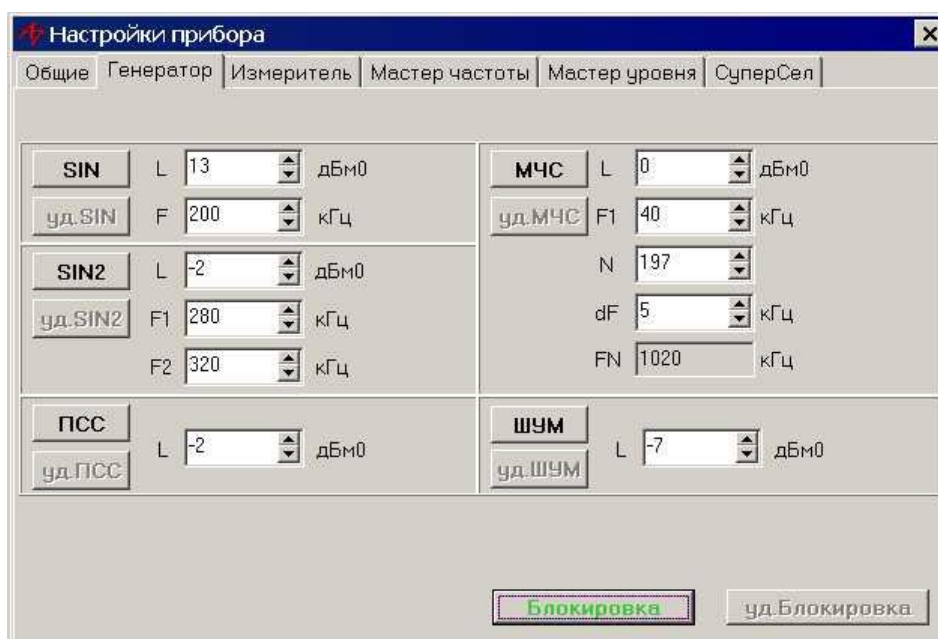 Настройки прибора
Общие Генератор Измеритель Мастер частоты Мастер уровня СуперСел
SIN L 13 дБм0
уд.SIN F 200 кГц
SIN2 L -2 дБм0
уд.SIN2 F1 280 кГц
F2 320 кГц
МЧС L 0 дБм0
уд.МЧС F1 40 кГц
N 197
dF 5 кГц
FN 1020 кГц
ПСС
L -2 дБм0
уд.ПСС
ШУМ
L -7 дБм0
уд.ШУМ
Блокировка уд.Блокировка